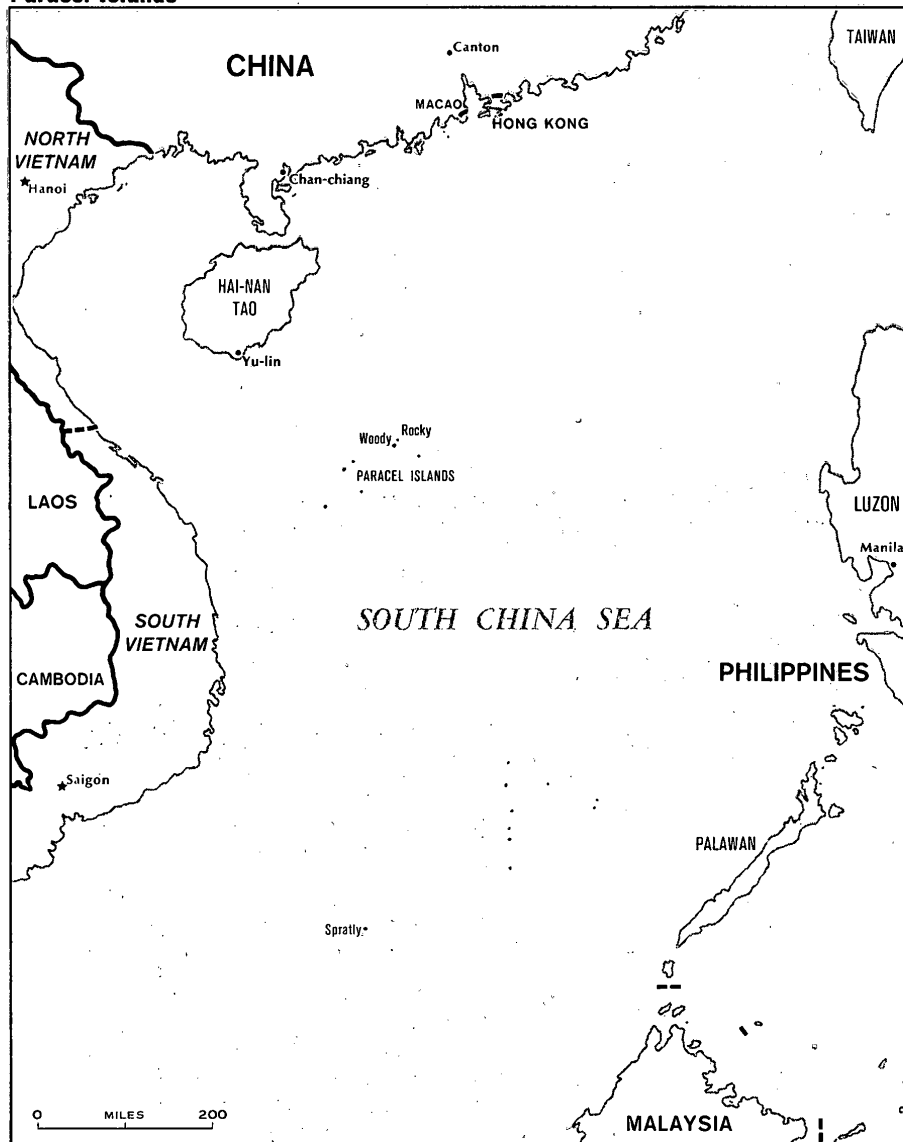 Paracel Islands
CHINA
Canton
TAIWAN
MACAO
HONG KONG
NORTH
VIETNAM
Hanoi
Chan-chiang
HAI-NAN
TAO
Yu-lin
Woody
Rocky
PARACEL ISLANDS
LAOS
LUZON
Manila
SOUTH
VIETNAM
SOUTH CHINA SEA
CAMBODIA
PHILIPPINES
Saigon
PALAWAN
Spratly
0 MILES 200
MALAYSIA